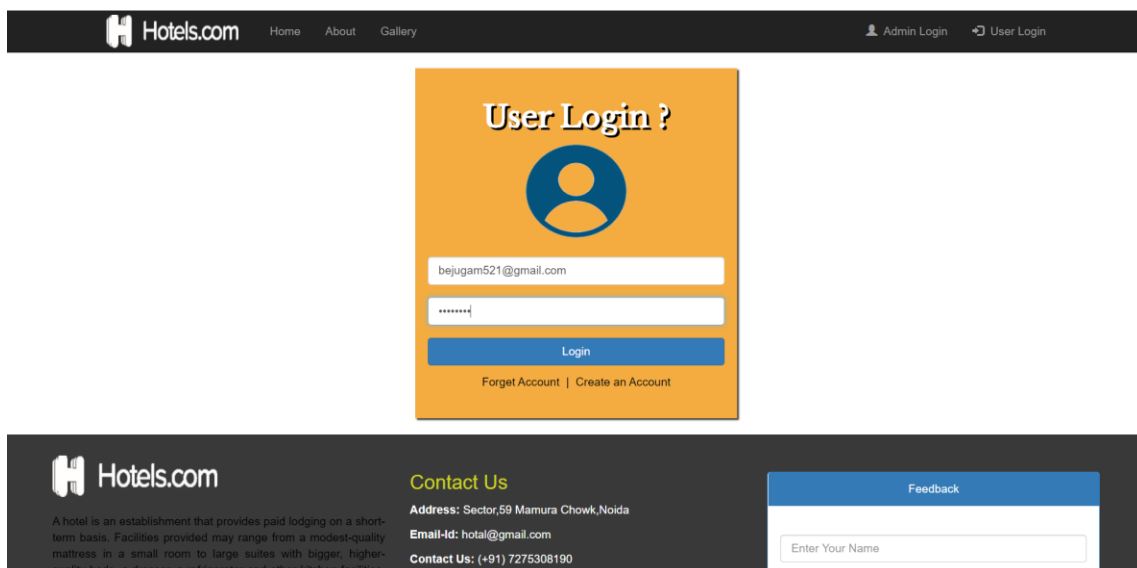 Hotels.com Home About Gallery Admin Login User Login
User Login ?
bejugam521@gmail.com
••••••••
Login
Forget Account | Create an Account
Hotels.com
A hotel is an establishment that provides paid lodging on a short-
term basis. Facilities provided may range from a modest-quality
mattress in a small room to large suites with bigger, higher-
Contact Us
Address: Sector,59 Mamura Chowk,Noida
Email-Id: hotal@gmail.com
Contact Us: (+91) 7275308190
Feedback
Enter Your Name